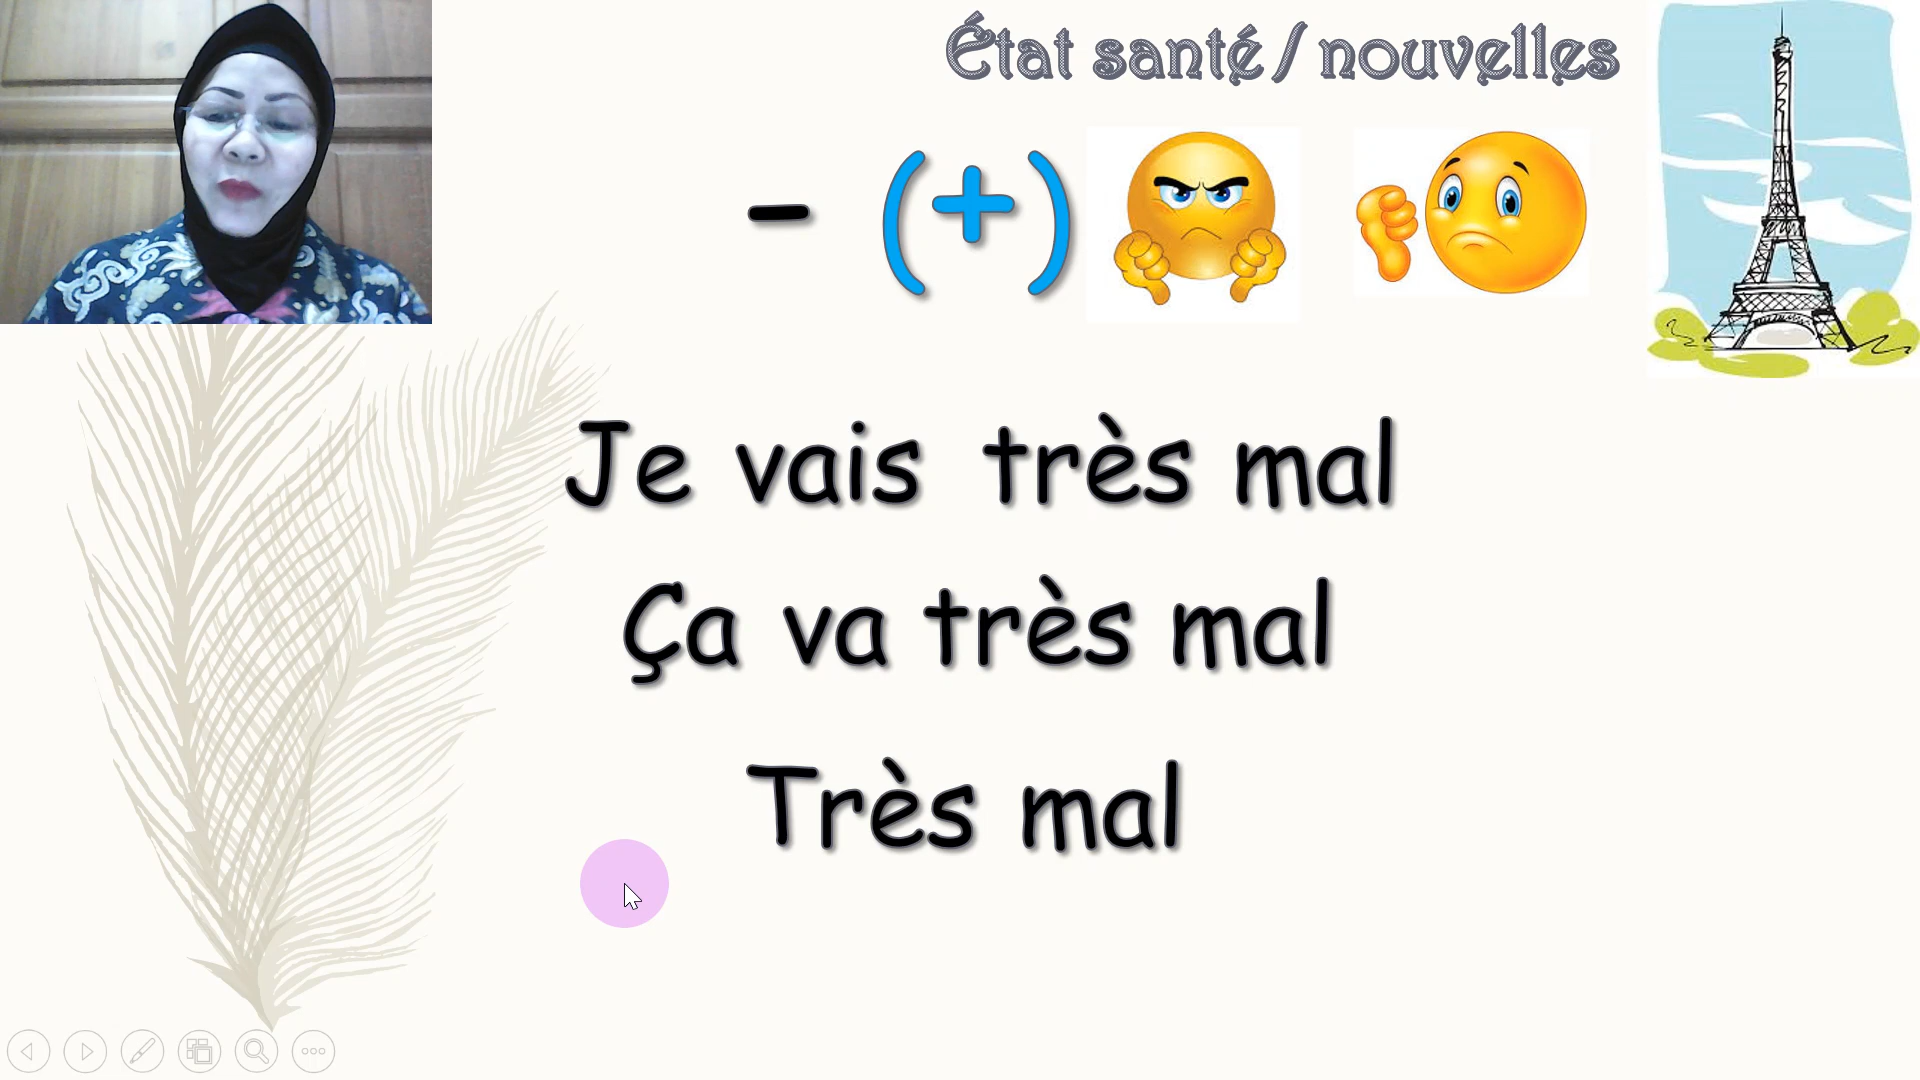 État santé / nouvelles
- (+)
Je vais très mal
Ça va très mal
Très mal